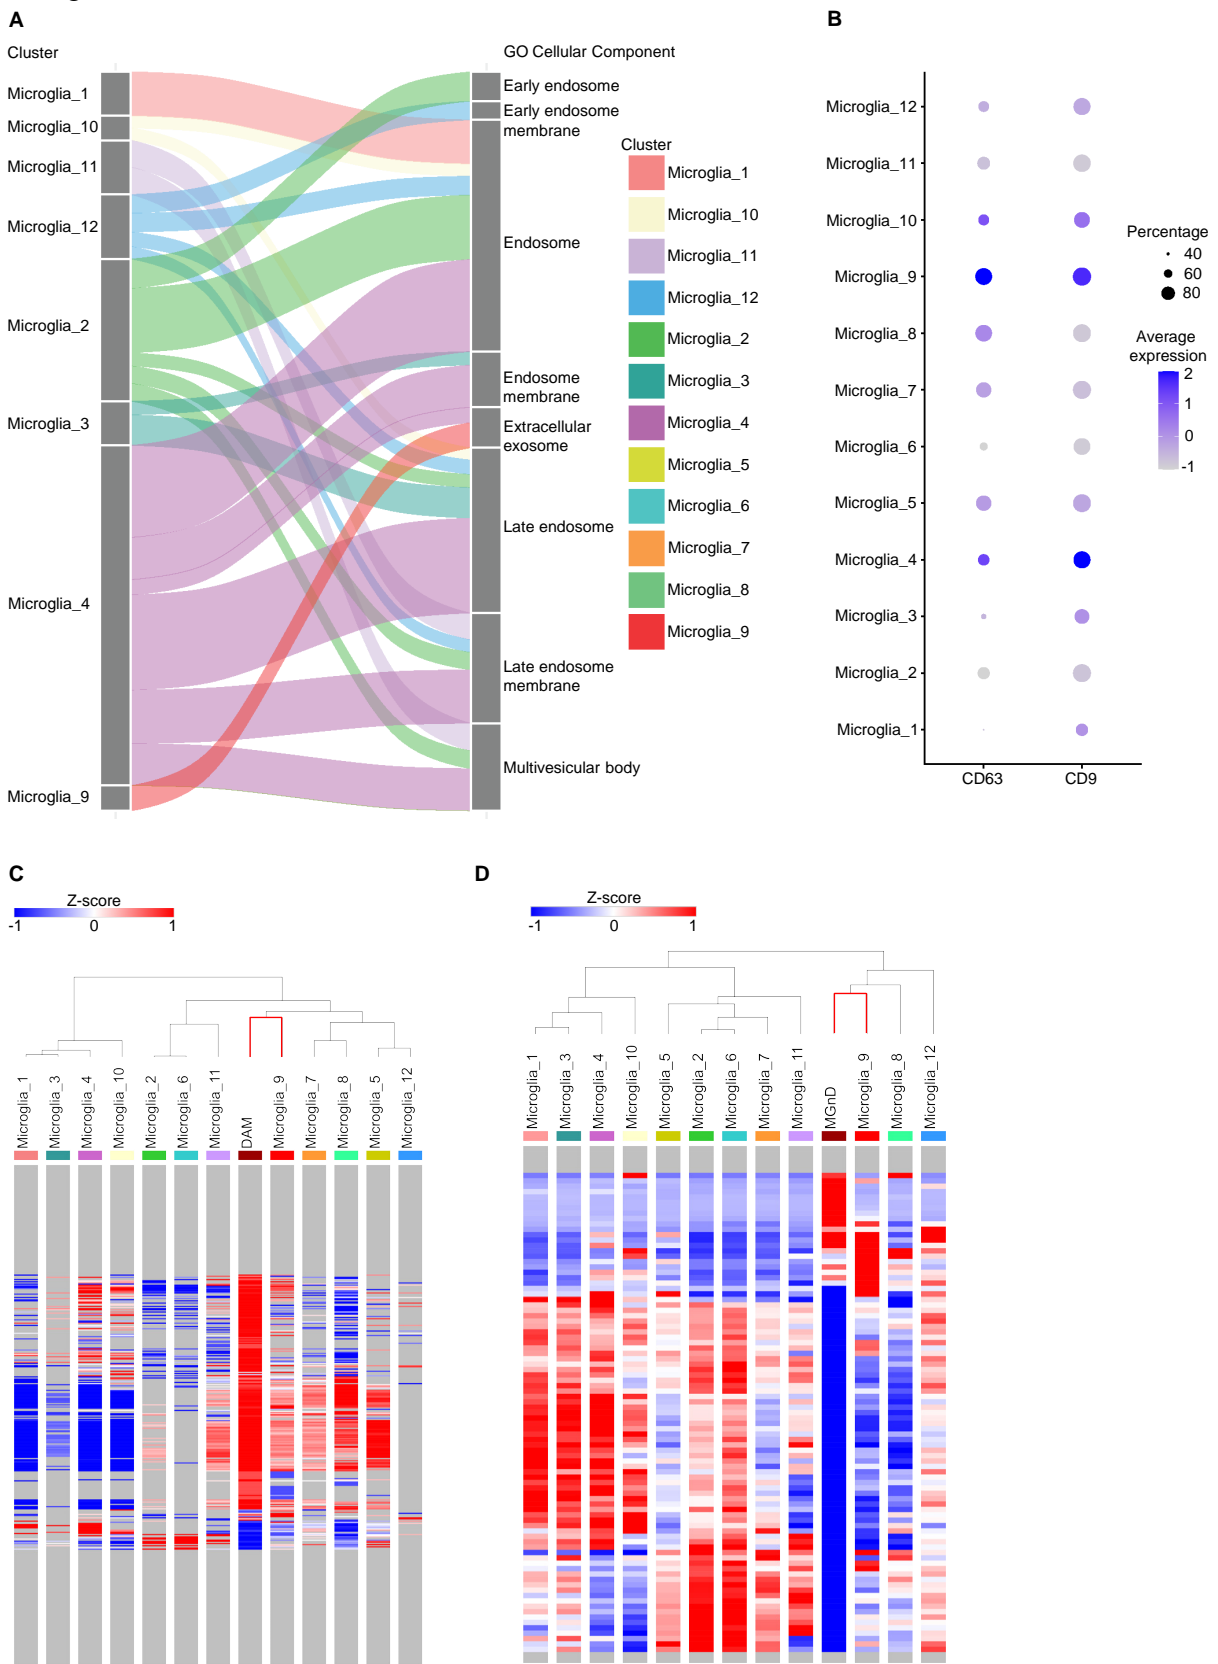 A
Cluster
GO Cellular Component
Microglia_1
Microglia_10
Microglia_11
Microglia_12
Microglia_2
Microglia_3
Microglia_4
Microglia_9
Early endosome
Early endosome
membrane
Endosome
Endosome
membrane
Extracellular
exosome
Late endosome
Late endosome
membrane
Multivesicular body
Cluster
Microglia_1
Microglia_10
Microglia_11
Microglia_12
Microglia_2
Microglia_3
Microglia_4
Microglia_5
Microglia_6
Microglia_7
Microglia_8
Microglia_9
B
Microglia_12
Microglia_11
Microglia_10
Microglia_9
Microglia_8
Microglia_7
Microglia_6
Microglia_5
Microglia_4
Microglia_3
Microglia_2
Microglia_1
CD63
CD9
Percentage
40
60
80
Average
expression
2
1
0
-1
C
Z-score
-1
0
1
Microglia_1
Microglia_3
Microglia_4
Microglia_10
Microglia_2
Microglia_6
Microglia_11
DAM
Microglia_9
Microglia_7
Microglia_8
Microglia_5
Microglia_12
D
Z-score
-1
0
1
Microglia_1
Microglia_3
Microglia_4
Microglia_10
Microglia_5
Microglia_2
Microglia_6
Microglia_7
Microglia_11
MGnD
Microglia_9
Microglia_8
Microglia_12